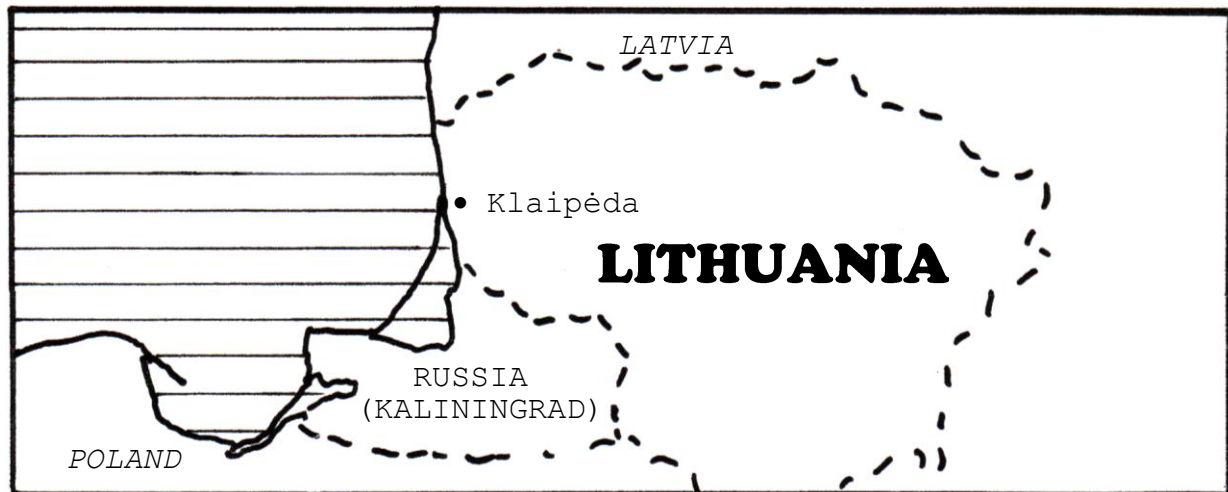 LATVIA
Klaipėda
LITHUANIA
RUSSIA
(KALININGRAD)
POLAND